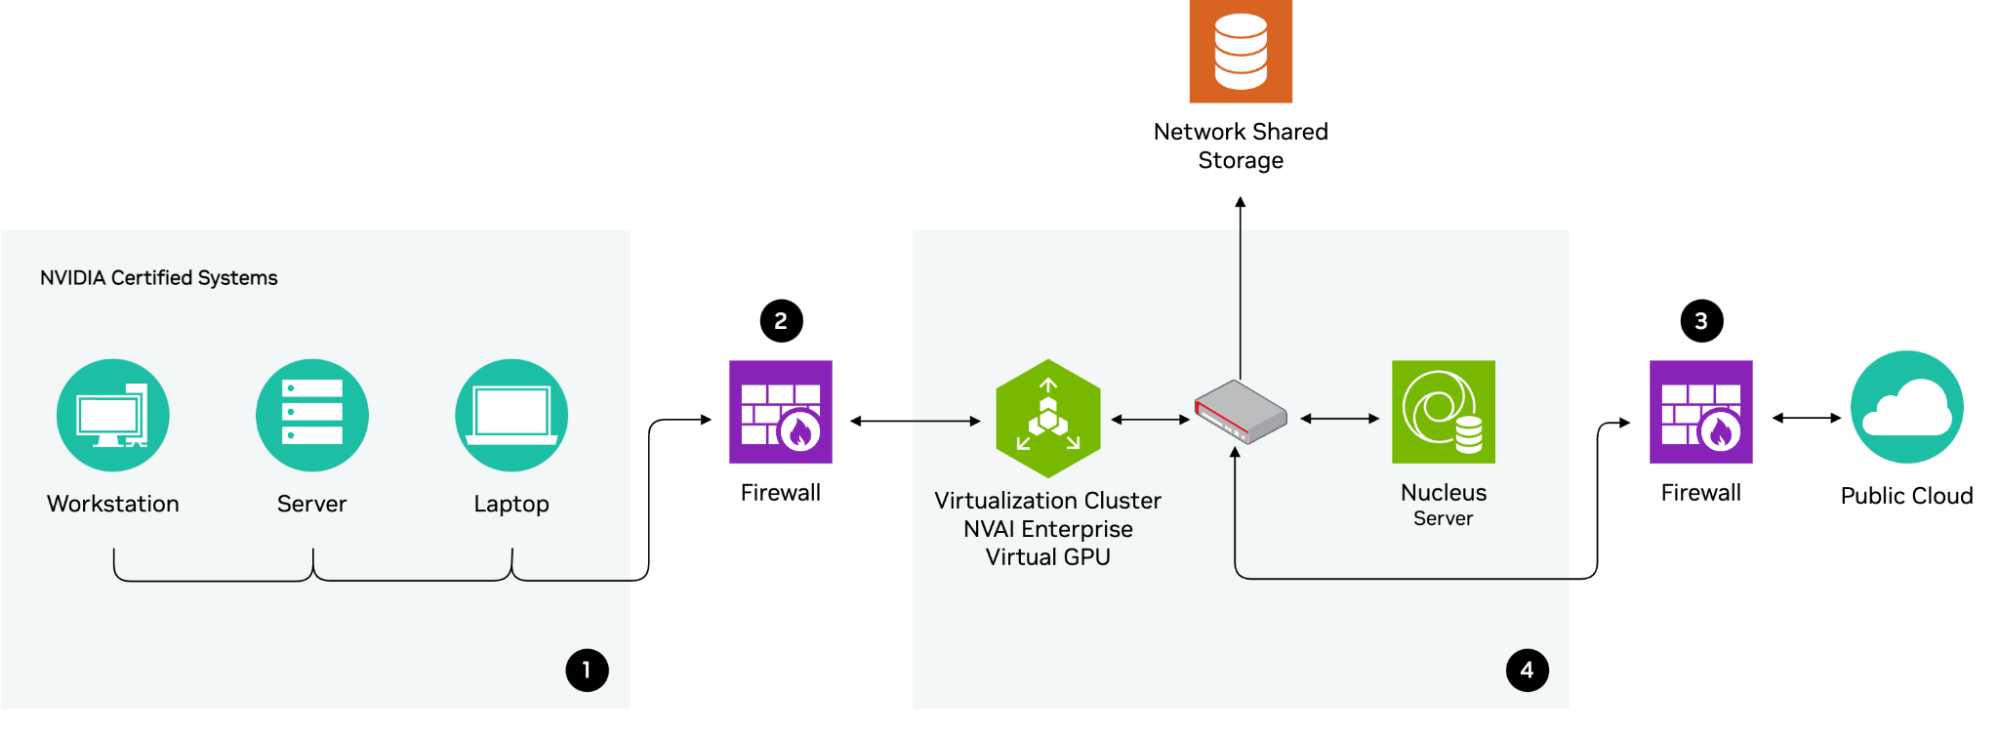 Network Shared
Storage
NVIDIA Certified Systems
Workstation
Server
Laptop
1
2
Firewall
Virtualization Cluster
NVAI Enterprise
Virtual GPU
Nucleus
Server
4
3
Firewall
Public Cloud